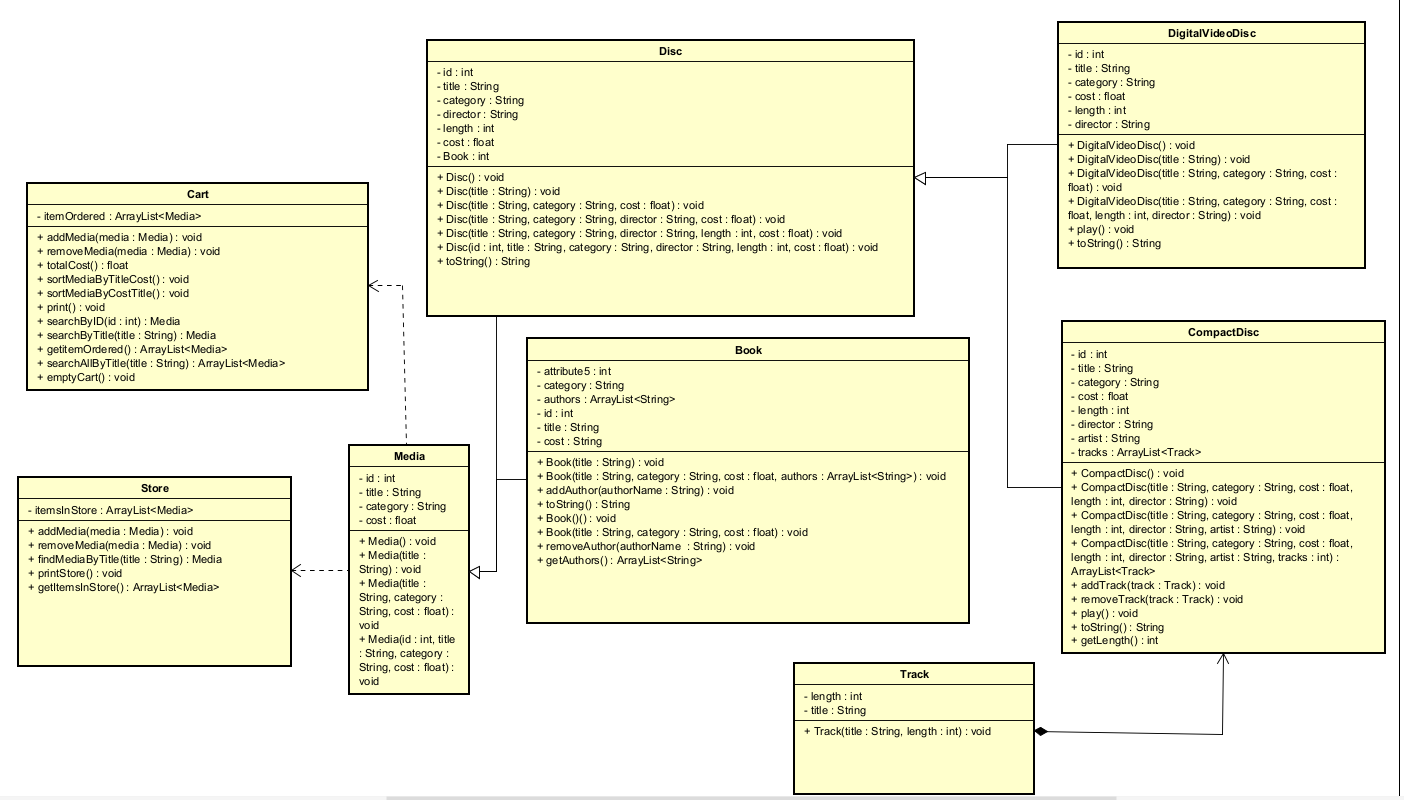 Disc
- id : int
- title : String
- category : String
- director : String
- length : int
- cost : float
- Book : int
+ Disc() : void
+ Disc(title : String) : void
+ Disc(title : String, category : String, cost : float) : void
+ Disc(title : String, category : String, director : String, cost : float) : void
+ Disc(title : String, category : String, director : String, length : int, cost : float) : void
+ Disc(id : int, title : String, category : String, director : String, length : int, cost : float) : void
+ toString() : String
DigitalVideoDisc
- id : int
- title : String
- category : String
- cost : float
- length : int
- director : String
+ DigitalVideoDisc() : void
+ DigitalVideoDisc(title : String) : void
+ DigitalVideoDisc(title : String, category : String, cost :
float) : void
+ DigitalVideoDisc(title : String, category : String, cost :
float, length : int, director : String) : void
+ play() : void
+ toString() : String
Cart
- itemOrdered : ArrayList<Media>
+ addMedia(media : Media) : void
+ removeMedia(media : Media) : void
+ totalCost() : float
+ sortMediaByTitleCost() : void
+ sortMediaByCostTitle() : void
+ print() : void
+ searchByID(id : int) : Media
+ searchByTitle(title : String) : Media
+ getitemOrdered() : ArrayList<Media>
+ searchAllByTitle(title : String) : ArrayList<Media>
+ emptyCart() : void
Book
- attribute5 : int
- category : String
- authors : ArrayList<String>
- id : int
- title : String
- cost : String
+ Book(title : String) : void
+ Book(title : String, category : String, cost : float, authors : ArrayList<String>) : void
+ addAuthor(authorName : String) : void
+ toString() : String
+ Book()() : void
+ Book(title : String, category : String, cost : float) : void
+ removeAuthor(authorName  : String) : void
+ getAuthors() : ArrayList<String>
CompactDisc
- id : int
- title : String
- category : String
- cost : float
- length : int
- director : String
- artist : String
- tracks : ArrayList<Track>
+ CompactDisc() : void
+ CompactDisc(title : String, category : String, cost : float,
length : int, director : String) : void
+ CompactDisc(title : String, category : String, cost : float,
length : int, director : String, artist : String) : void
+ CompactDisc(title : String, category : String, cost : float,
length : int, director : String, artist : String, tracks : int) :
ArrayList<Track>
+ addTrack(track : Track) : void
+ removeTrack(track : Track) : void
+ play() : void
+ toString() : String
+ getLength() : int
Media
- id : int
- title : String
- category : String
- cost : float
+ Media() : void
+ Media(title :
String) : void
+ Media(title :
String, category :
String, cost : float) :
void
+ Media(id : int, title
: String, category :
String, cost : float) :
void
Store
- itemsInStore : ArrayList<Media>
+ addMedia(media : Media) : void
+ removeMedia(media : Media) : void
+ findMediaByTitle(title : String) : Media
+ printStore() : void
+ getItemsInStore() : ArrayList<Media>
Track
- length : int
- title : String
+ Track(title : String, length : int) : void